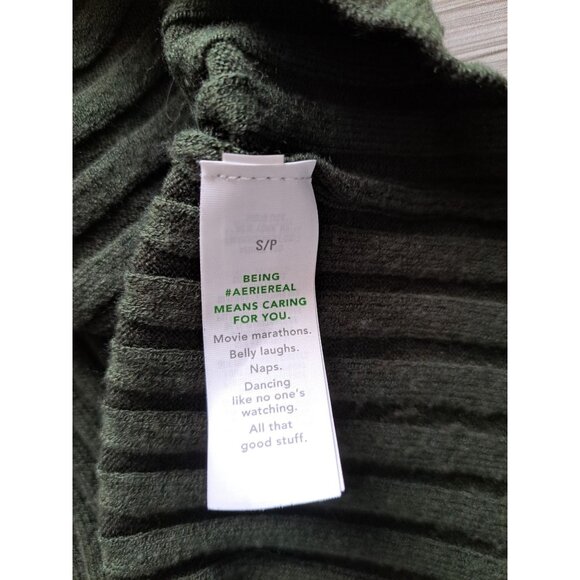 S/P
BEING
#AERIEREAL
MEANS CARING
FOR YOU.
Movie marathons.
Belly laughs.
Naps.
Dancing
like no one's
watching.
All that
good stuff.